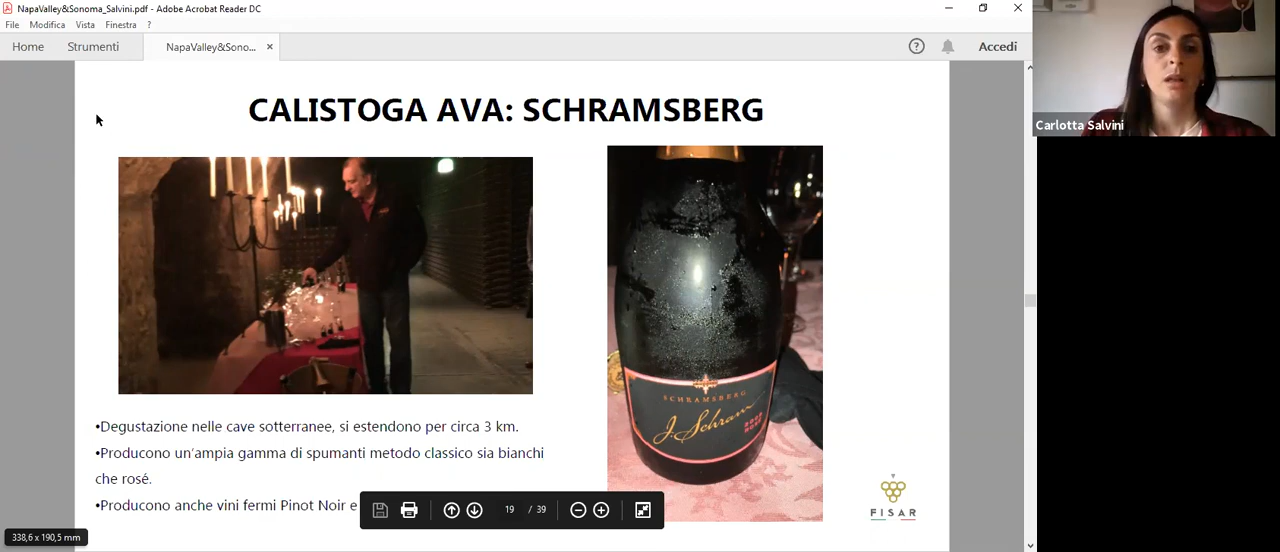 NapaValley&Sonoma_Salvini.pdf - Adobe Acrobat Reader DC
File Modifica Vista Finestra ?
Home Strumenti NapaValley&Sono... × ? Accedi
CALISTOGA AVA: SCHRAMSBERG
Carlotta Salvini
SCHRAMSBERG
J. Schram
ROSÉ
•Degustazione nelle cave sotterranee, si estendono per circa 3 km.
•Producono un'ampia gamma di spumanti metodo classico sia bianchi
che rosé.
•Producono anche vini fermi Pinot Noir e
19 / 39
FISAR
338,6 x 190,5 mm